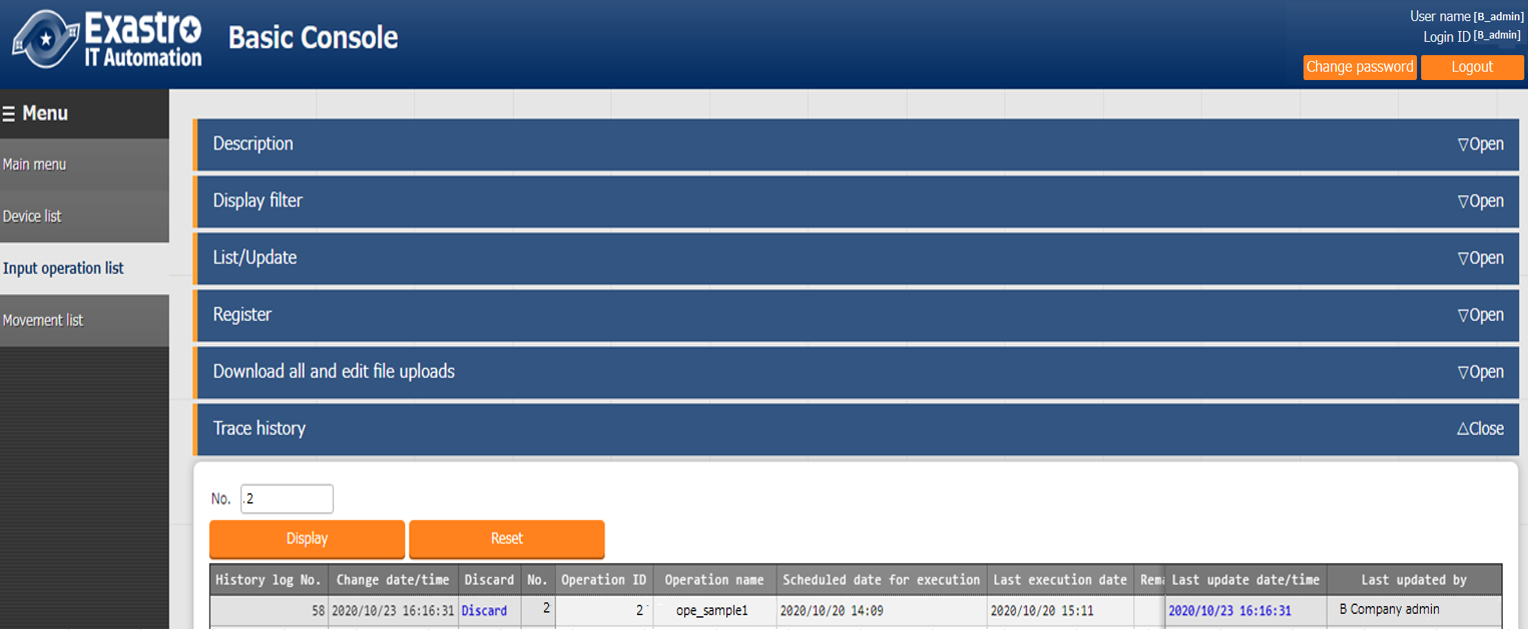 Exastro
IT Automation
Basic Console
User name [B_admin]
Login ID [B_admin]
Change password
Logout
☰ Menu
Main menu
Device list
Input operation list
Movement list
Description ▽Open
Display filter ▽Open
List/Update ▽Open
Register ▽Open
Download all and edit file uploads ▽Open
Trace history △Close
No. 2
Display Reset
History log No. Change date/time Discard No. Operation ID Operation name Scheduled date for execution Last execution date Rema Last update date/time Last updated by
58 2020/10/23 16:16:31 Discard 2 2 ope_sample1 2020/10/20 14:09 2020/10/20 15:11 2020/10/23 16:16:31 B Company admin